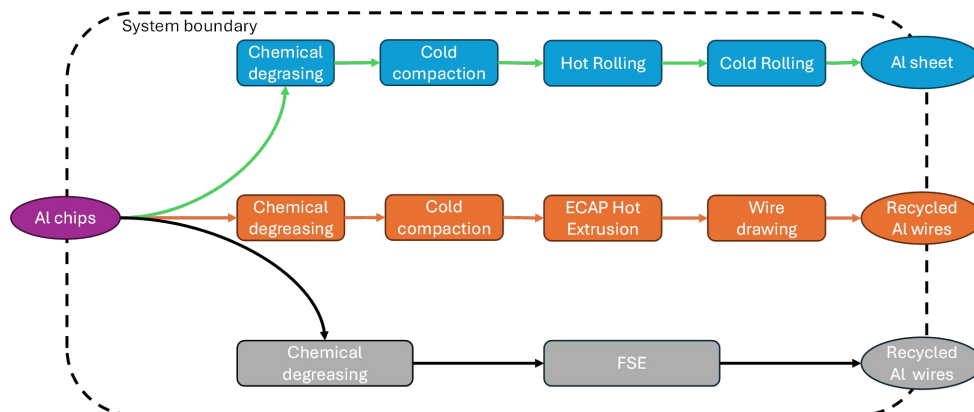 System boundary
Chemical
degrasing
Cold
compaction
Hot Rolling
Cold Rolling
Al sheet
Al chips
Chemical
degreasing
Cold
compaction
ECAP Hot
Extrusion
Wire
drawing
Recycled
Al wires
Chemical
degreasing
FSE
Recycled
Al wires